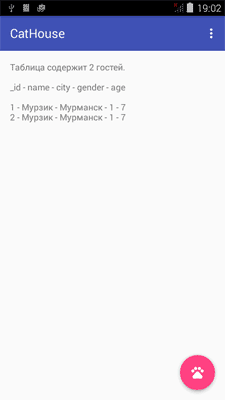 19:02
CatHouse
Таблица содержит 2 гостей.
_id - name - city - gender - age
1 - Мурзик - Мурманск - 1 - 7
2 - Мурзик - Мурманск - 1 - 7